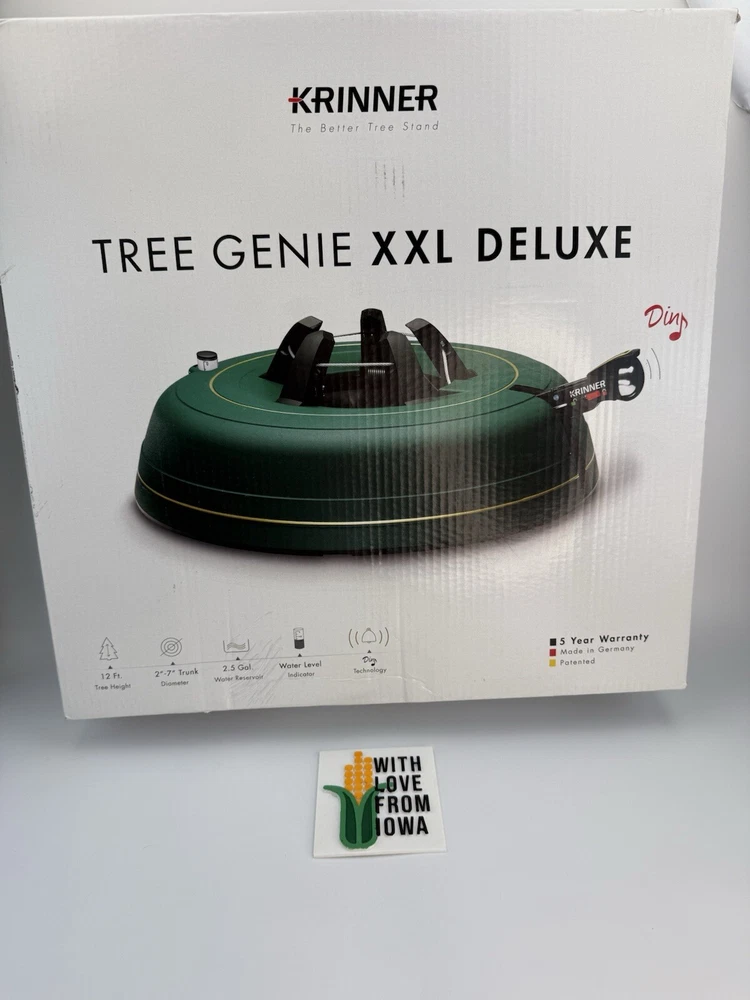 KRINNER
The Better Tree Stand
TREE GENIE XXL DELUXE
Ding
KRINNER
12 Ft.
Tree Height
2"-7" Trunk
Diameter
2.5 Gal
Water Reservoir
Water Level
Indicator
Ding
Technology
5 Year Warranty
Made in Germany
Patented
WITH
LOVE
FROM
IOWA